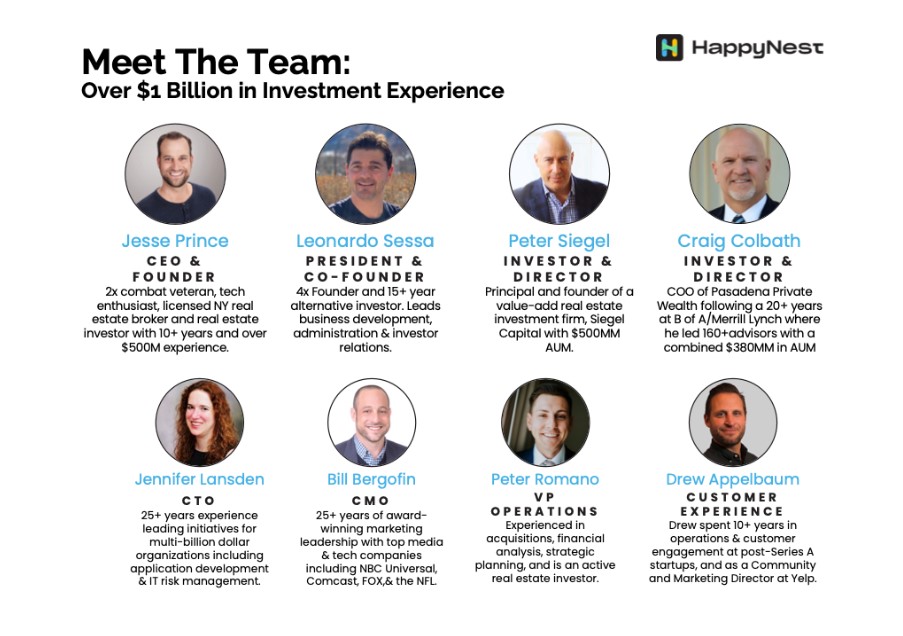 Meet The Team:
Over $1 Billion in Investment Experience
HappyNest
Jesse Prince
CEO &
FOUNDER
2x combat veteran, tech
enthusiast, licensed NY real
estate broker and real estate
investor with 10+ years and over
$500M experience.
Leonardo Sessa
PRESIDENT &
CO-FOUNDER
4x Founder and 15+ year
alternative investor. Leads
business development,
administration & investor
relations.
Peter Siegel
INVESTOR &
DIRECTOR
Principal and founder of a
value-add real estate
investment firm, Siegel
Capital with $500MM
AUM.
Craig Colbath
INVESTOR &
DIRECTOR
COO of Pasadena Private
Wealth following a 20+ years
at B of A/Merrill Lynch where
he led 160+advisors with a
combined $380MM in AUM
Jennifer Lansden
CTO
25+ years experience
leading initiatives for
multi-billion dollar
organizations including
application development
& IT risk management.
Bill Bergofin
CMO
25+ years of award-
winning marketing
leadership with top media
& tech companies
including NBC Universal,
Comcast, FOX,& the NFL.
Peter Romano
VP
OPERATIONS
Experienced in
acquisitions, financial
analysis, strategic
planning, and is an active
real estate investor.
Drew Appelbaum
CUSTOMER
EXPERIENCE
Drew spent 10+ years in
operations & customer
engagement at post-Series A
startups, and as a Community
and Marketing Director at Yelp.